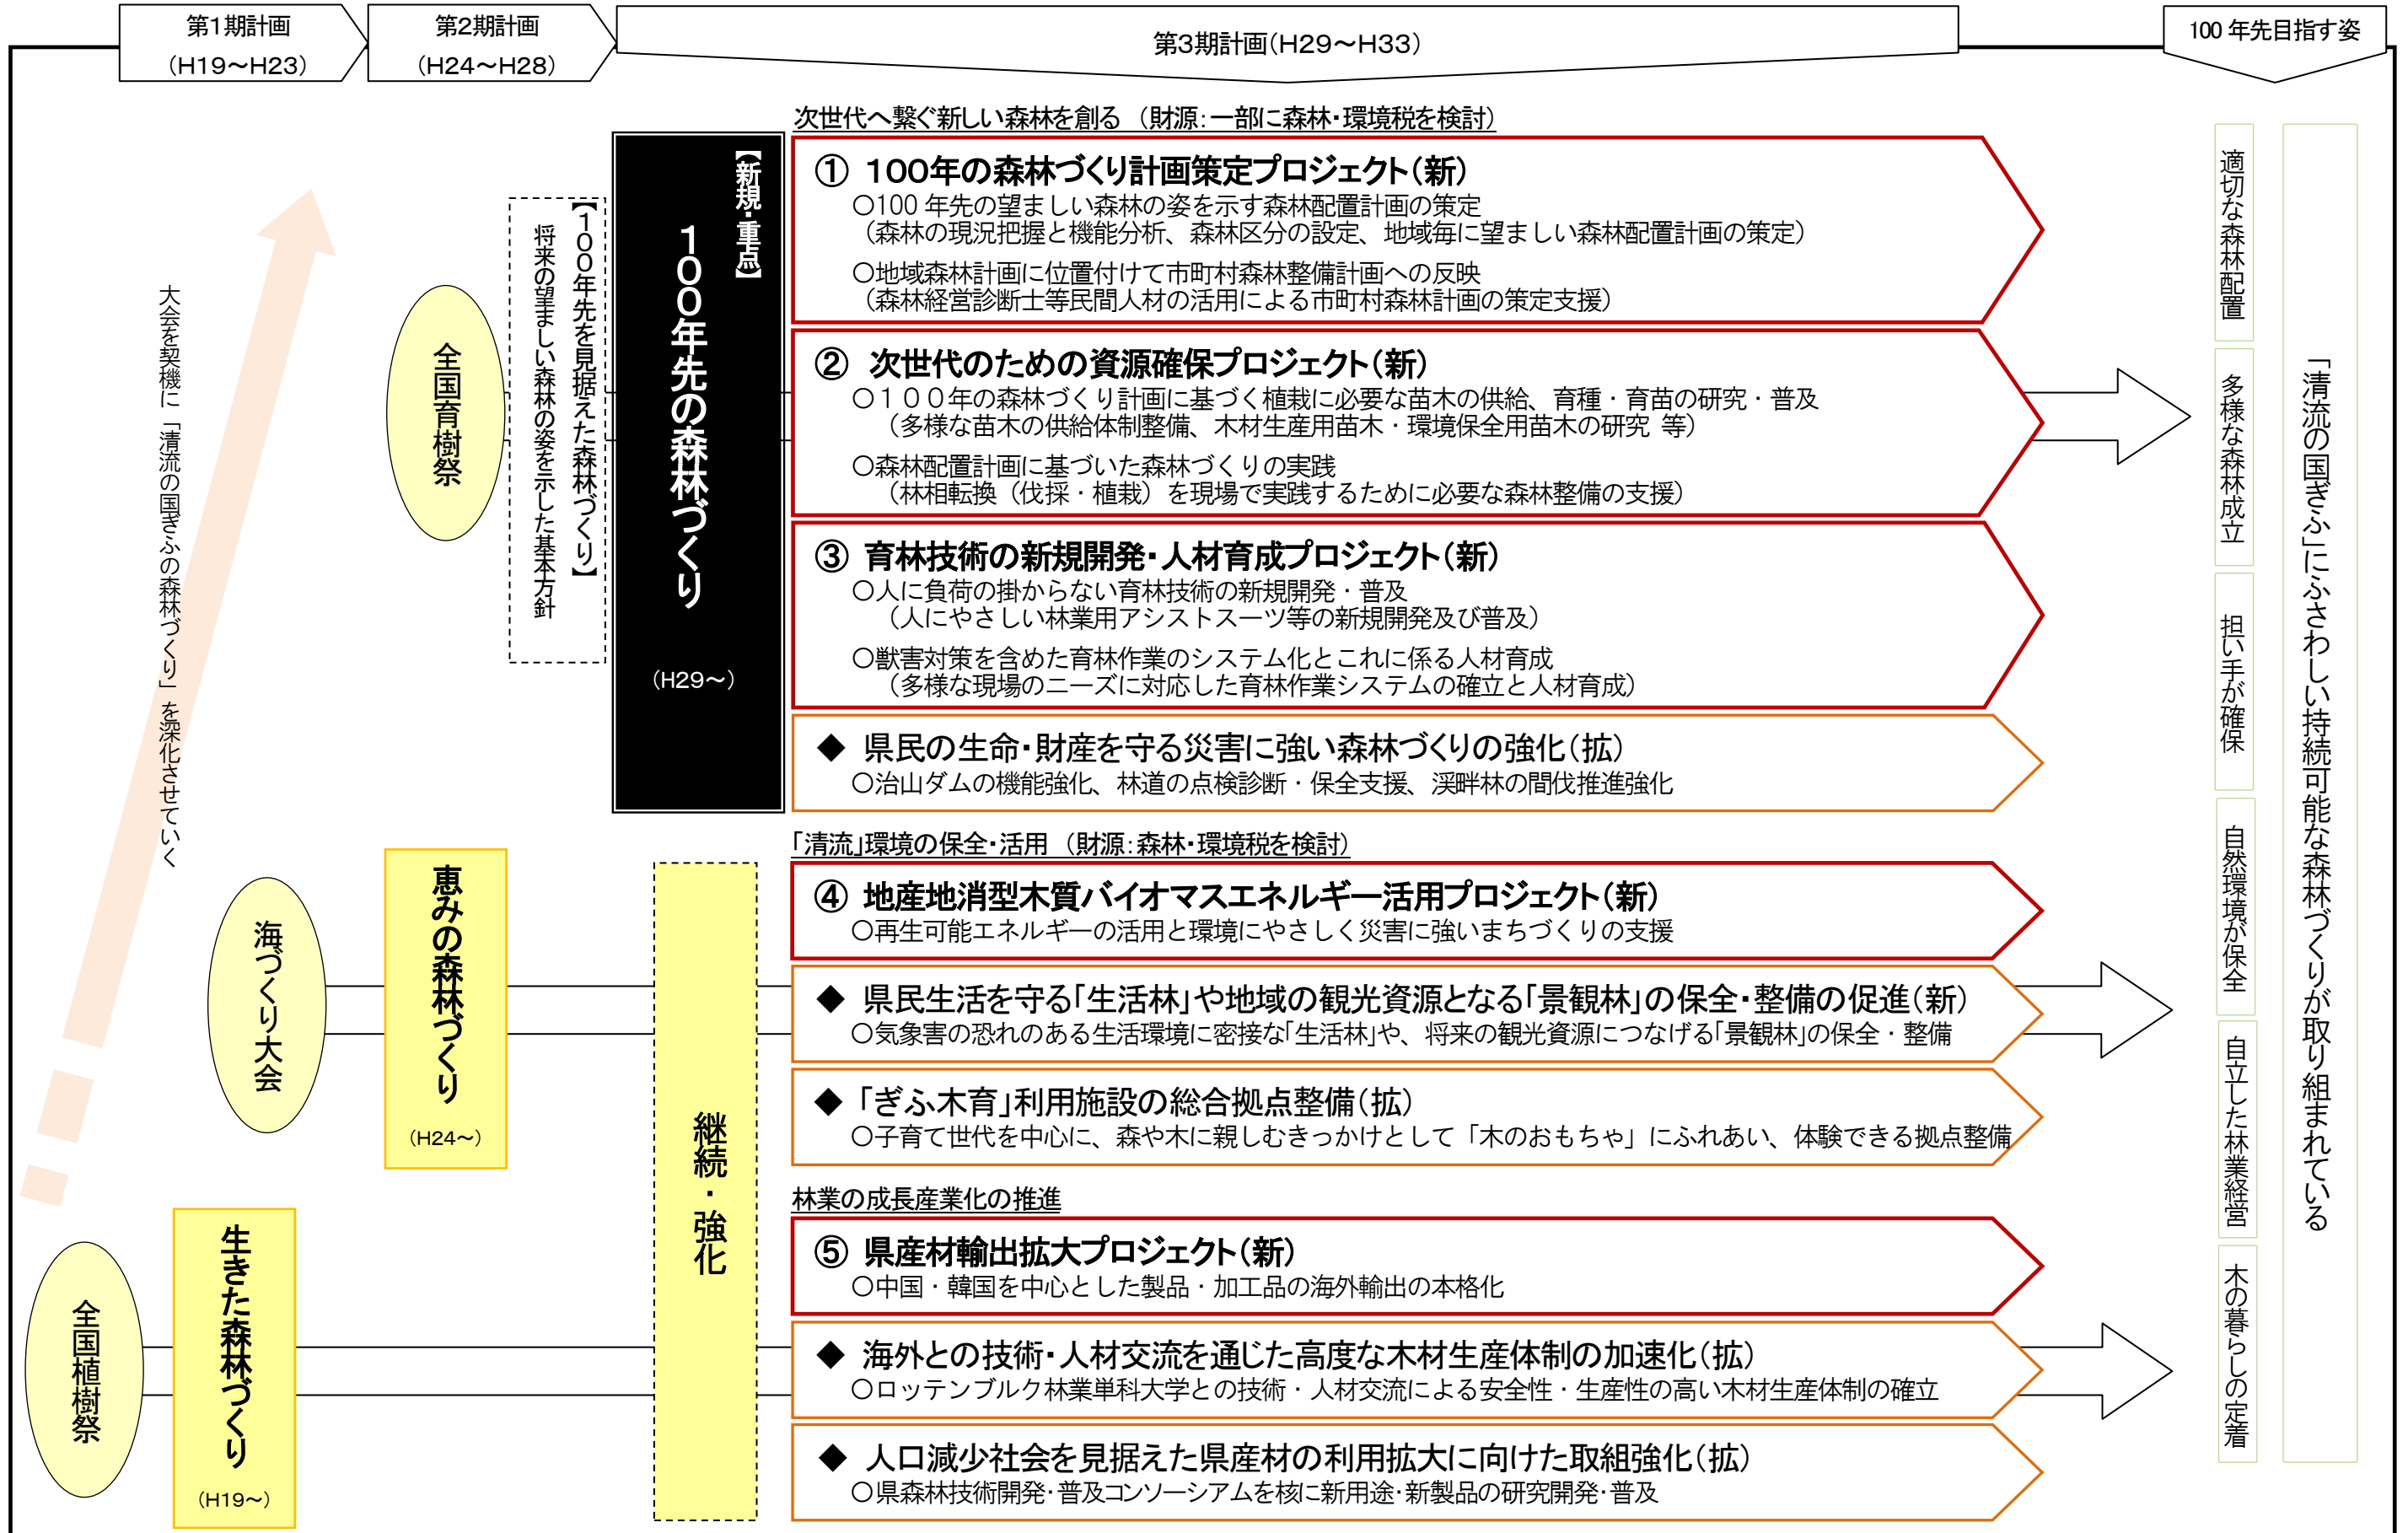 第1期計画
（H19～H23）
第2期計画
（H24～H28）
第3期計画（H29～H33）
100 年先目指す姿
大会を契機に「清流の国ぎふの森林づくり」を深化させていく
全国育樹祭
【１００年先を見据えた森林づくり】
将来の望ましい森林の姿を示した基本方針
【新規・重点】
１００年先の森林づくり
（H29～）
次世代へ繋ぐ新しい森林を創る （財源：一部に森林・環境税を検討）
① １００年の森林づくり計画策定プロジェクト（新）
○100 年先の望ましい森林の姿を示す森林配置計画の策定
（森林の現況把握と機能分析、森林区分の設定、地域毎に望ましい森林配置計画の策定）
○地域森林計画に位置付けて市町村森林整備計画への反映
（森林経営診断士等民間人材の活用による市町村森林計画の策定支援）
② 次世代のための資源確保プロジェクト（新）
○１００年の森林づくり計画に基づく植栽に必要な苗木の供給、育種・育苗の研究・普及
（多様な苗木の供給体制整備、木材生産用苗木・環境保全用苗木の研究 等）
○森林配置計画に基づいた森林づくりの実践
（林相転換（伐採・植栽）を現場で実践するために必要な森林整備の支援）
③ 育林技術の新規開発・人材育成プロジェクト（新）
○人に負荷の掛からない育林技術の新規開発・普及
（人にやさしい林業用アシストスーツ等の新規開発及び普及）
○獣害対策を含めた育林作業のシステム化とこれに係る人材育成
（多様な現場のニーズに対応した育林作業システムの確立と人材育成）
◆ 県民の生命・財産を守る災害に強い森林づくりの強化（拡）
○治山ダムの機能強化、林道の点検診断・保全支援、渓畔林の間伐推進強化
海づくり大会
恵みの森林づくり
（H24～）
継続・強化
「清流」環境の保全・活用 （財源：森林・環境税を検討）
④ 地産地消型木質バイオマスエネルギー活用プロジェクト（新）
○再生可能エネルギーの活用と環境にやさしく災害に強いまちづくりの支援
◆ 県民生活を守る「生活林」や地域の観光資源となる「景観林」の保全・整備の促進（新）
○気象害の恐れのある生活環境に密接な「生活林」や、将来の観光資源につなげる「景観林」の保全・整備
◆ 「ぎふ木育」利用施設の総合拠点整備（拡）
○子育て世代を中心に、森や木に親しむきっかけとして「木のおもちゃ」にふれあい、体験できる拠点整備
全国植樹祭
生きた森林づくり
（H19～）
林業の成長産業化の推進
⑤ 県産材輸出拡大プロジェクト（新）
○中国・韓国を中心とした製品・加工品の海外輸出の本格化
◆ 海外との技術・人材交流を通じた高度な木材生産体制の加速化（拡）
○ロッテンブルク林業単科大学との技術・人材交流による安全性・生産性の高い木材生産体制の確立
◆ 人口減少社会を見据えた県産材の利用拡大に向けた取組強化（拡）
○県森林技術開発・普及コンソーシアムを核に新用途・新製品の研究開発・普及
適切な森林配置
多様な森林成立
担い手が確保
自然環境が保全
自立した林業経営
木の暮らしの定着
「清流の国ぎふ」にふさわしい持続可能な森林づくりが取り組まれている